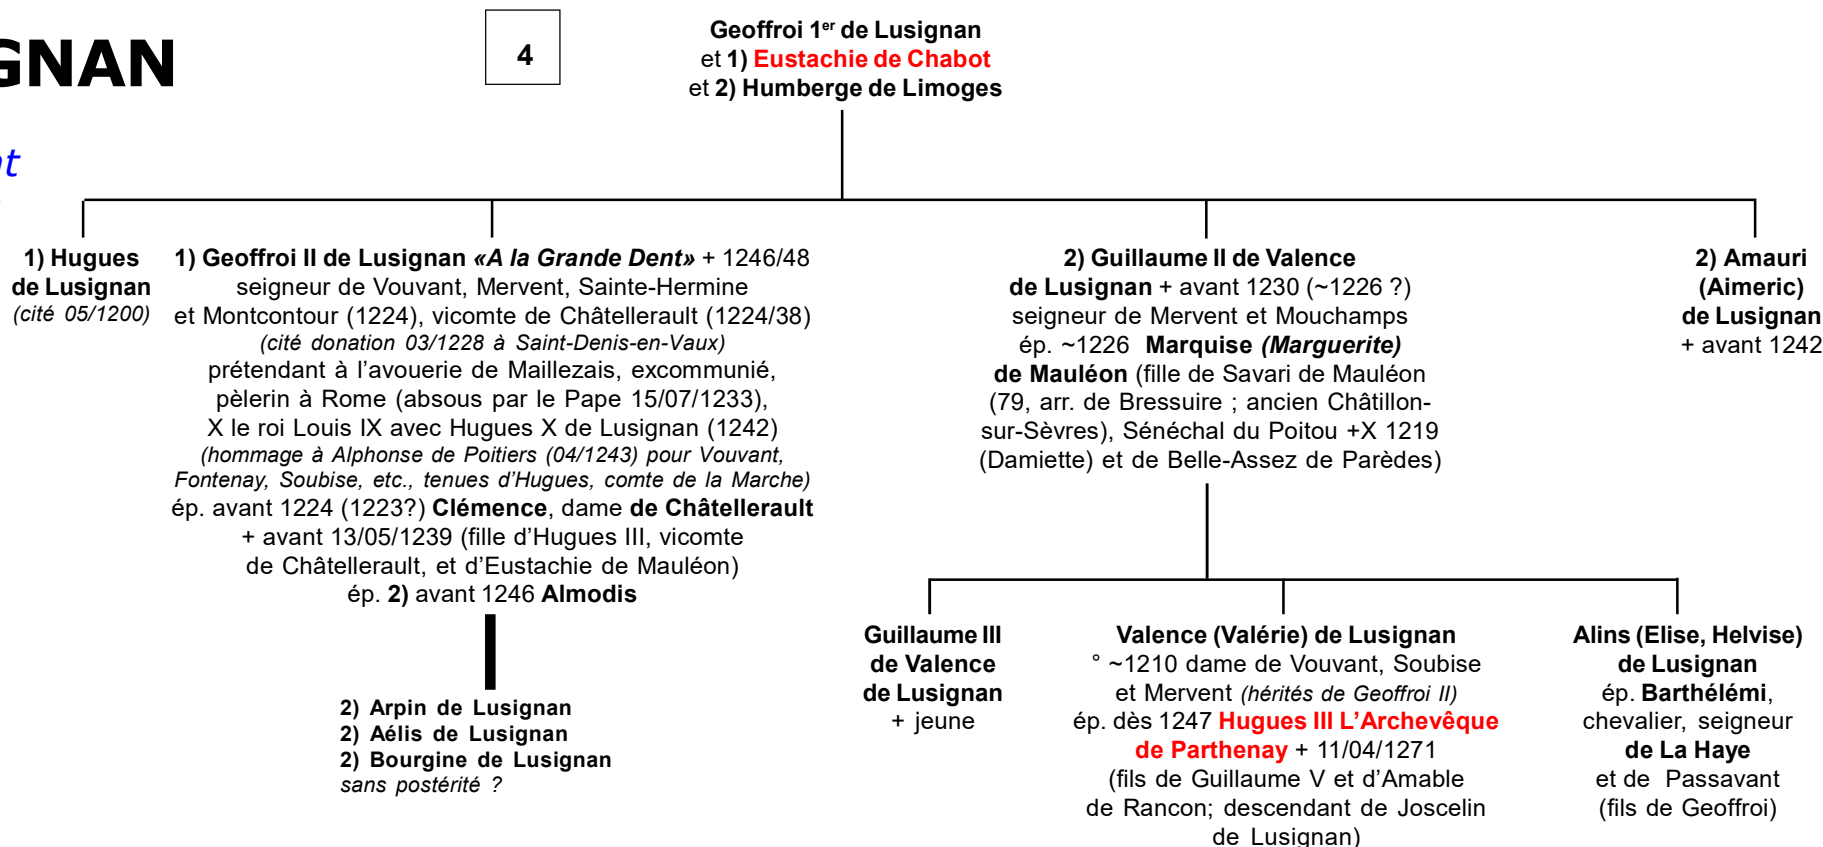 GNAN
nt
4
Geoffroi 1er de Lusignan
et 1) Eustachie de Chabot
et 2) Humberge de Limoges
1) Hugues
de Lusignan
(cité 05/1200)
1) Geoffroi II de Lusignan «A la Grande Dent» + 1246/48
seigneur de Vouvant, Mervent, Sainte-Hermine
et Montcontour (1224), vicomte de Châtellerault (1224/38)
(cité donation 03/1228 à Saint-Denis-en-Vaux)
prétendant à l'avouerie de Maillezais, excommunié,
pèlerin à Rome (absous par le Pape 15/07/1233),
X le roi Louis IX avec Hugues X de Lusignan (1242)
(hommage à Alphonse de Poitiers (04/1243) pour Vouvant,
Fontenay, Soubise, etc., tenues d'Hugues, comte de la Marche)
ép. avant 1224 (1223?) Clémence, dame de Châtellerault
+ avant 13/05/1239 (fille d'Hugues III, vicomte
de Châtellerault, et d'Eustachie de Mauléon)
ép. 2) avant 1246 Almodis
2) Arpin de Lusignan
2) Aélis de Lusignan
2) Bourgine de Lusignan
sans postérité ?
2) Guillaume II de Valence
de Lusignan + avant 1230 (~1226 ?)
seigneur de Mervent et Mouchamps
ép. ~1226 Marquise (Marguerite)
de Mauléon (fille de Savari de Mauléon
(79, arr. de Bressuire ; ancien Châtillon-
sur-Sèvres), Sénéchal du Poitou +X 1219
(Damiette) et de Belle-Assez de Parèdes)
2) Amauri
(Aimeric)
de Lusignan
+ avant 1242
Guillaume III
de Valence
de Lusignan
+ jeune
Valence (Valérie) de Lusignan
° ~1210 dame de Vouvant, Soubise
et Mervent (hérités de Geoffroi II)
ép. dès 1247 Hugues III L'Archevêque
de Parthenay + 11/04/1271
(fils de Guillaume V et d'Amable
de Rancon; descendant de Joscelin
de Lusignan)
Alins (Elise, Helvise)
de Lusignan
ép. Barthélémi,
chevalier, seigneur
de La Haye
et de Passavant
(fils de Geoffroi)